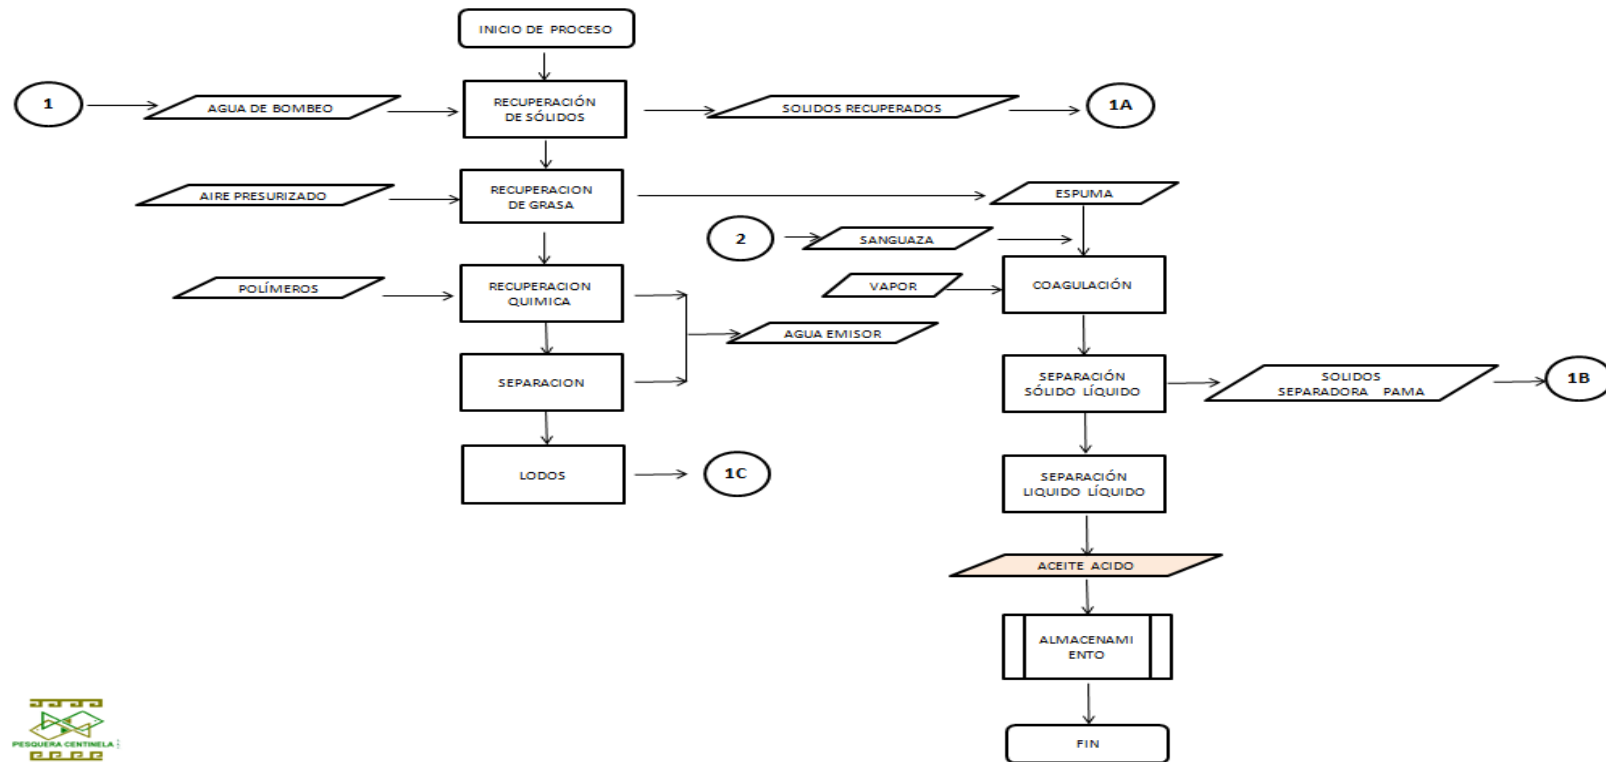 INICIO DE PROCESO
1
AGUA DE BOMBEO
RECUPERACIÓN
DE SÓLIDOS
SOLIDOS RECUPERADOS
1A
AIRE PRESURIZADO
RECUPERACION
DE GRASA
ESPUMA
2
SANGUAZA
POLÍMEROS
RECUPERACION
QUIMICA
VAPOR
COAGULACIÓN
AGUA EMISOR
SEPARACION
SEPARACIÓN
SÓLIDO LÍQUIDO
SOLIDOS
SEPARADORA PAMA
1B
LODOS
1C
SEPARACIÓN
LIQUIDO LÍQUIDO
ACEITE ACIDO
ALMACENAMI
ENTO
FIN
PESQUERA CENTINELA